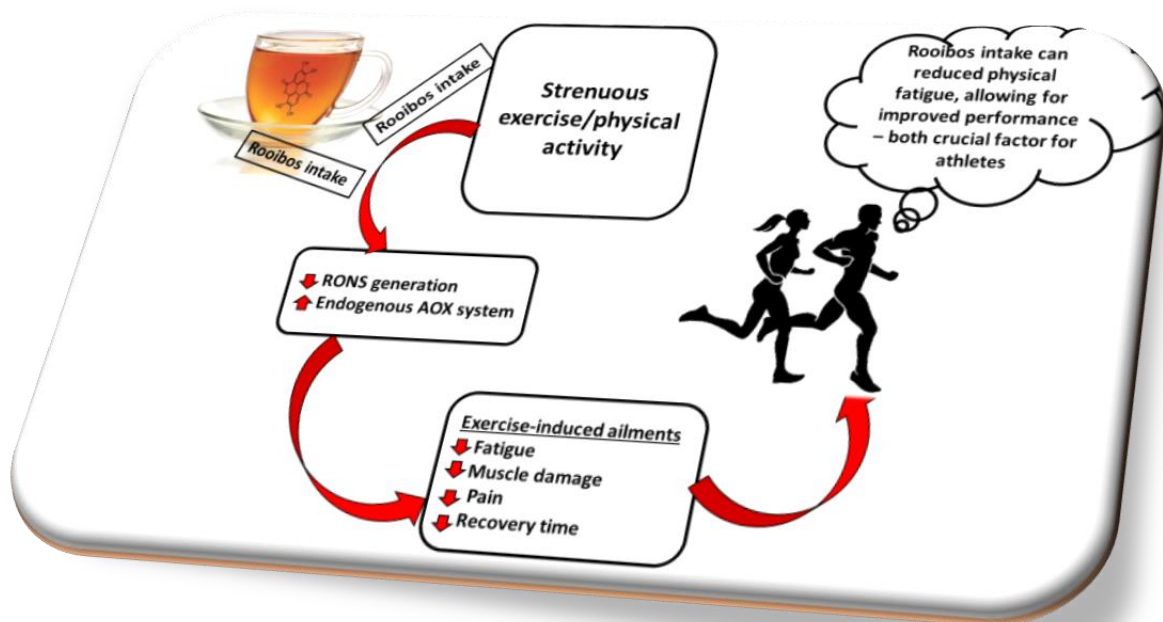 Rooibos intake
Rooibos intake
Strenuous
exercise/physical
activity
RONS generation
Endogenous AOX system
Exercise-induced ailments
Fatigue
Muscle damage
Pain
Recovery time
Rooibos intake can
reduced physical
fatigue, allowing for
improved performance
– both crucial factor for
athletes